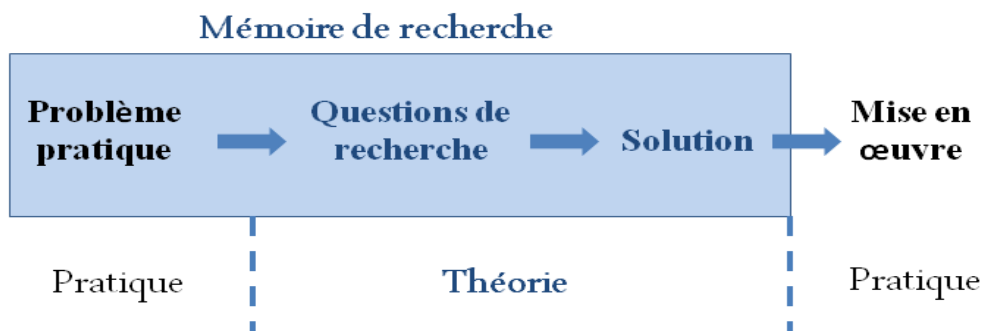 Mémoire de recherche
Problème
pratique
Questions de
recherche
Solution
Mise en
œuvre
Pratique
Théorie
Pratique